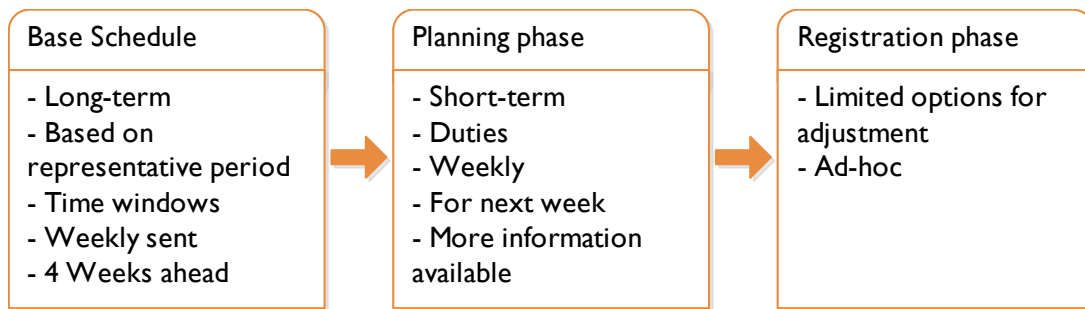 Base Schedule
- Long-term
- Based on
representative period
- Time windows
- Weekly sent
- 4 Weeks ahead
Planning phase
- Short-term
- Duties
- Weekly
- For next week
- More information
available
Registration phase
- Limited options for
adjustment
- Ad-hoc